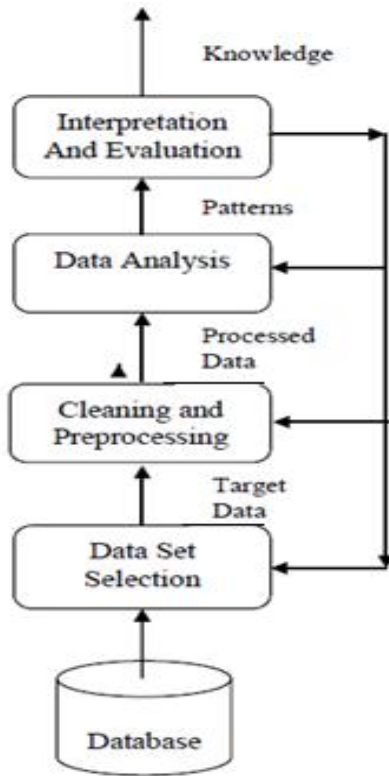 Knowledge
Interpretation
And Evaluation
Patterns
Data Analysis
Processed
Data
Cleaning and
Preprocessing
Target
Data
Data Set
Selection
Database